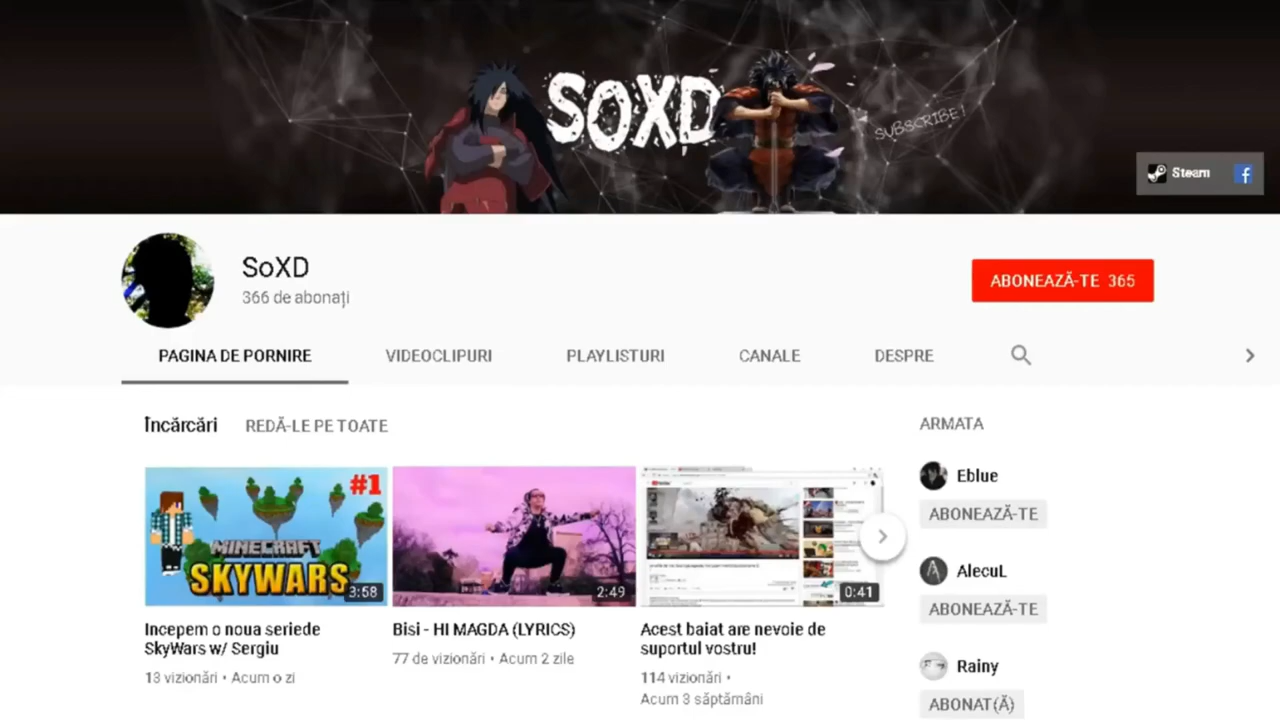 SOXD
SUBSCRIBE!
Steam
SoXD
366 de abonați
ABONEAZĂ-TE 365
PAGINA DE PORNIRE
VIDEOCLIPURI
PLAYLISTURI
CANALE
DESPRE
Încărcări
REDĂ-LE PE TOATE
#1
MINECRAFT
SKYWARS
3:58
Incepem o noua seriede
SkyWars w/ Sergiu
13 vizionări • Acum o zi
2:49
Bisi - HI MAGDA (LYRICS)
77 de vizionări • Acum 2 zile
0:41
Acest baiat are nevoie de
suportul vostru!
114 vizionări •
Acum 3 săptămâni
ARMATA
Eblue
ABONEAZĂ-TE
AlecuL
ABONEAZĂ-TE
Rainy
ABONAT(Ă)